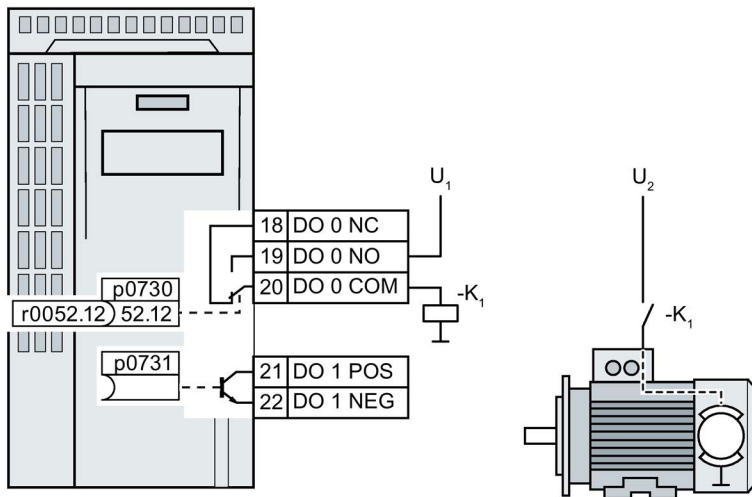 U₁
U₂
18 DO 0 NC
19 DO 0 NO
20 DO 0 COM
p0730
r0052.12 52.12
-K₁
-K₁
p0731
21 DO 1 POS
22 DO 1 NEG